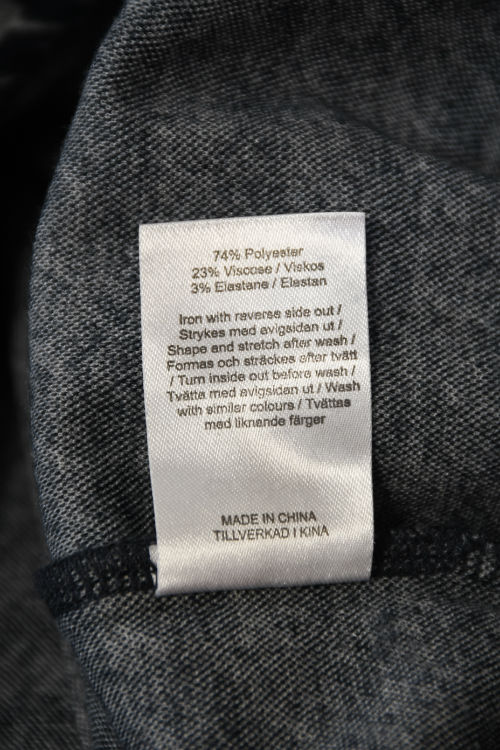 74% Polyester
23% Viscose / Viskos
3% Elastane / Elastan
Iron with reverse side out /
Strykes med avigsidan ut /
Shape and stretch after wash /
Formas och sträckes after tvätt
/ Turn inside out before wash /
Tvätta med avigsidan ut / Wash
with similar colours / Tvättas
med liknande färger
MADE IN CHINA
TILLVERKAD I KINA